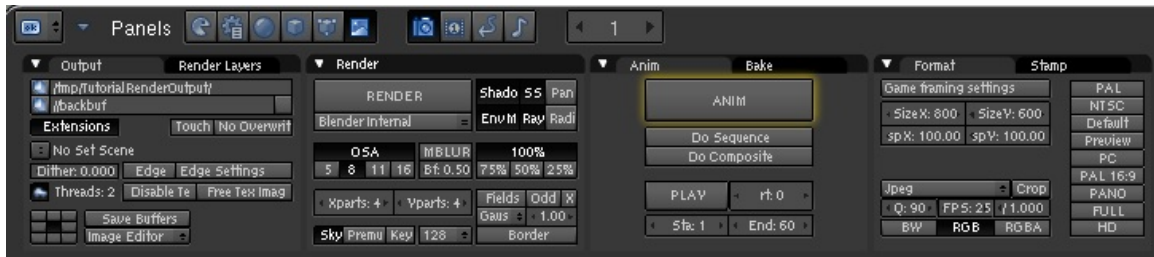 Panels
1
Output Render Layers
/tmp/TutorialRenderOutput/
//backbuf
Extensions Touch No Overwrit
No Set Scene
Dither: 0.000 Edge Edge Settings
Threads: 2 Disable Te Free Tex Imag
Save Buffers
Image Editor
Render
RENDER
Blender Internal
Shado SS Pan
EnvM Ray Radi
OSA MBLUR 100%
5 8 11 16 Bf: 0.50 75% 50% 25%
Xparts: 4 Yparts: 4 Fields Odd X
Gaus 1.00
Sky Premu Key 128 Border
Anim Bake
ANIM
Do Sequence
Do Composite
PLAY rt: 0
Sta: 1 End: 60
Format Stamp
Game framing settings
SizeX: 800 SizeY: 600
spX: 100.00 spY: 100.00
Jpeg Crop
Q: 90 FPS: 25 /1.000
BW RGB RGBA
PAL
NTSC
Default
Preview
PC
PAL 16:9
PANO
FULL
HD